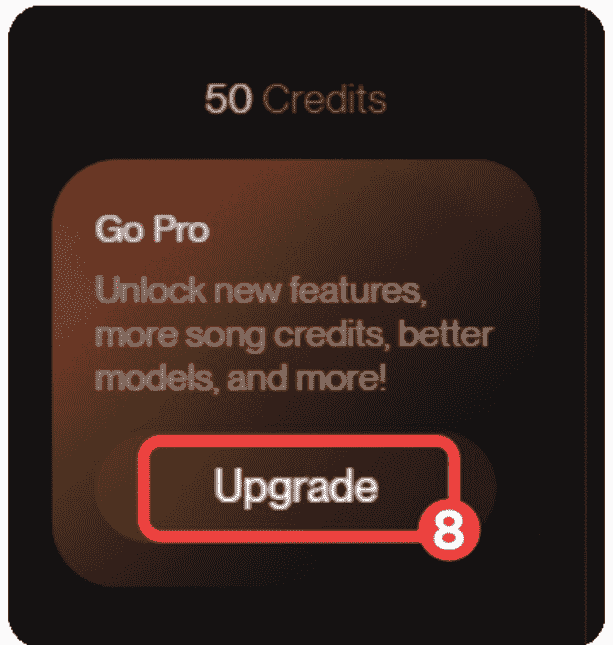 50 Credits
Go Pro
Unlock new features,
more song credits, better
models, and more!
Upgrade
8